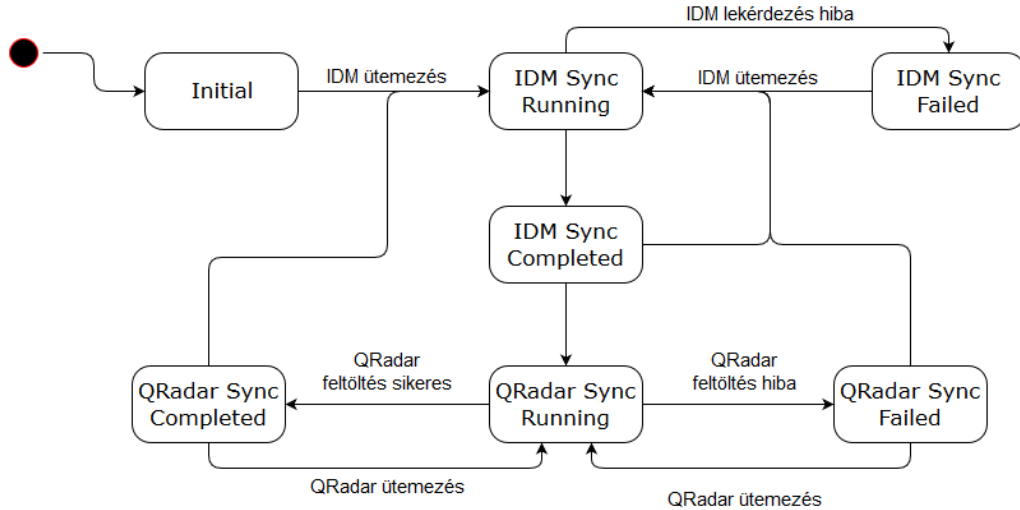 IDM lekérdezés hiba
Initial
IDM ütemezés
IDM Sync
Running
IDM ütemezés
IDM Sync
Failed
IDM Sync
Completed
QRadar
feltöltés sikeres
QRadar
feltöltés hiba
QRadar Sync
Completed
QRadar Sync
Running
QRadar Sync
Failed
QRadar ütemezés
QRadar ütemezés